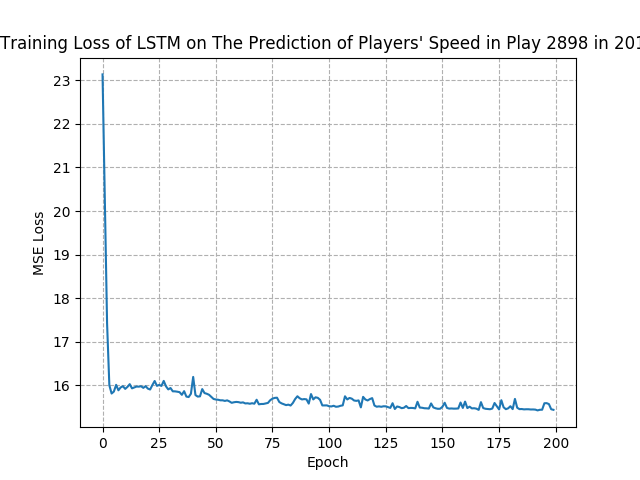 Training Loss of LSTM on The Prediction of Players' Speed in Play 2898 in 201
23
22
21
20
19
18
17
16
MSE Loss
0 25 50 75 100 125 150 175 200
Epoch